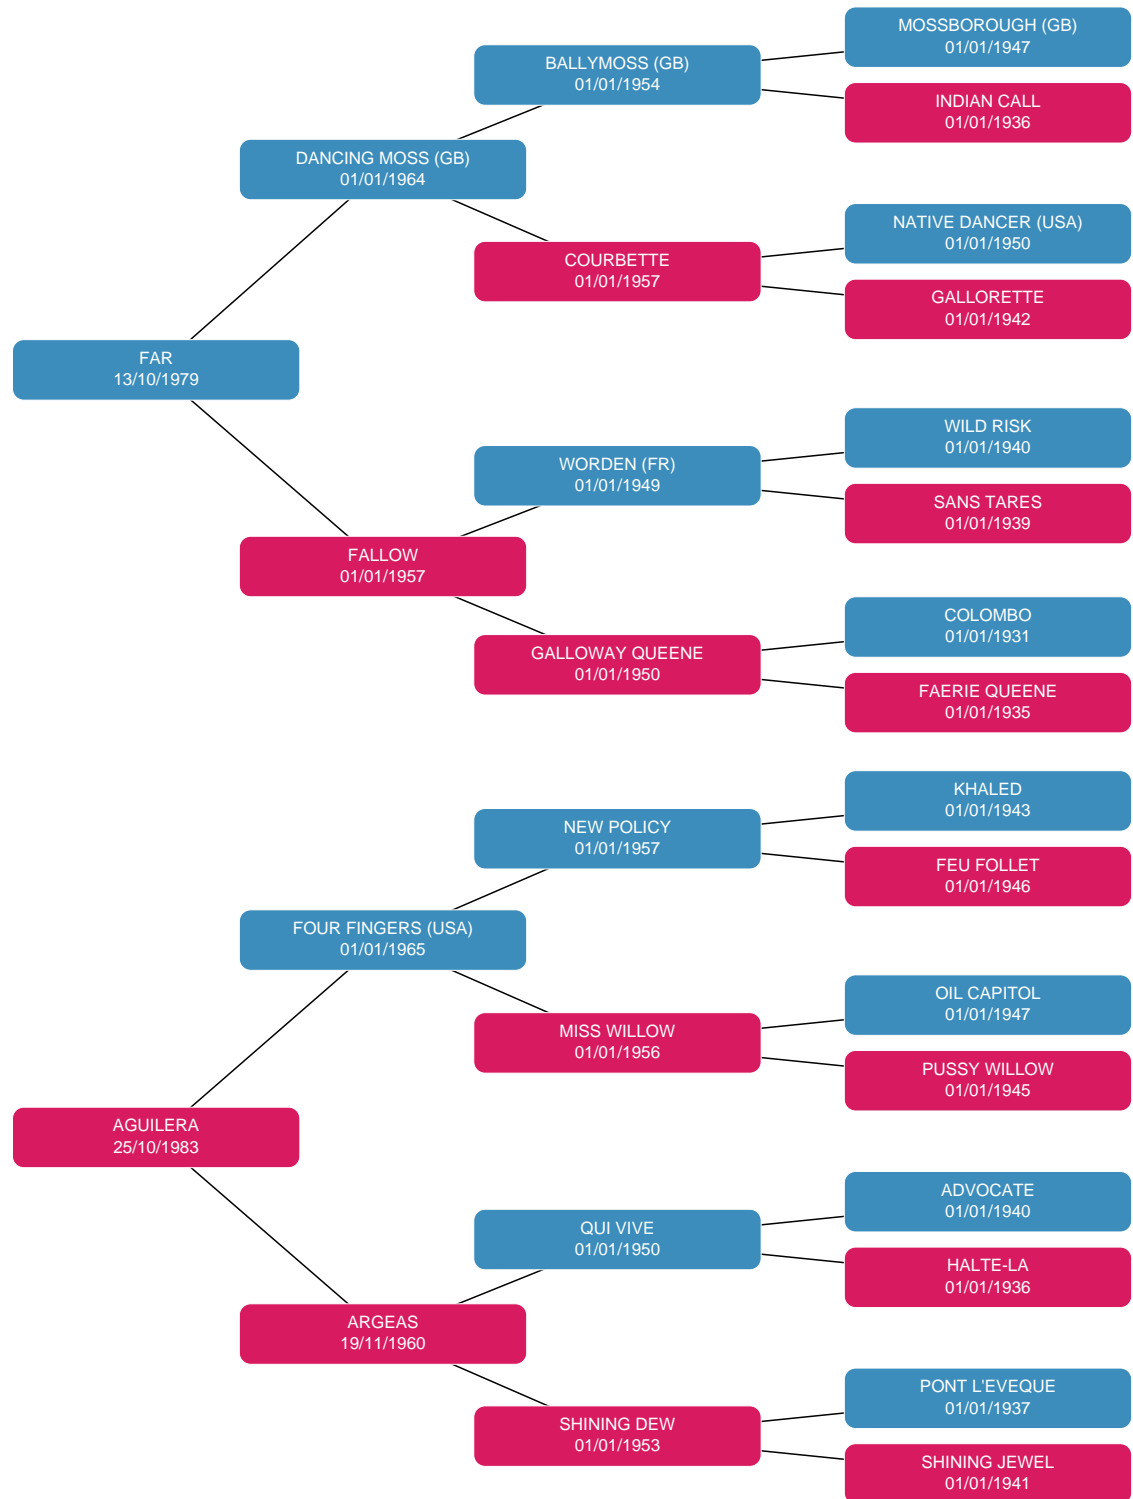 MOSSBOROUGH (GB)
01/01/1947
BALLYMOSS (GB)
01/01/1954
INDIAN CALL
01/01/1936
DANCING MOSS (GB)
01/01/1964
NATIVE DANCER (USA)
01/01/1950
COURBETTE
01/01/1957
GALLORETTE
01/01/1942
FAR
13/10/1979
WILD RISK
01/01/1940
WORDEN (FR)
01/01/1949
SANS TARES
01/01/1939
FALLOW
01/01/1957
COLOMBO
01/01/1931
GALLOWAY QUEENE
01/01/1950
FAERIE QUEENE
01/01/1935
KHALED
01/01/1943
NEW POLICY
01/01/1957
FEU FOLLET
01/01/1946
FOUR FINGERS (USA)
01/01/1965
OIL CAPITOL
01/01/1947
MISS WILLOW
01/01/1956
PUSSY WILLOW
01/01/1945
AGUILERA
25/10/1983
ADVOCATE
01/01/1940
QUI VIVE
01/01/1950
HALTE-LA
01/01/1936
ARGEAS
19/11/1960
PONT L'EVEQUE
01/01/1937
SHINING DEW
01/01/1953
SHINING JEWEL
01/01/1941